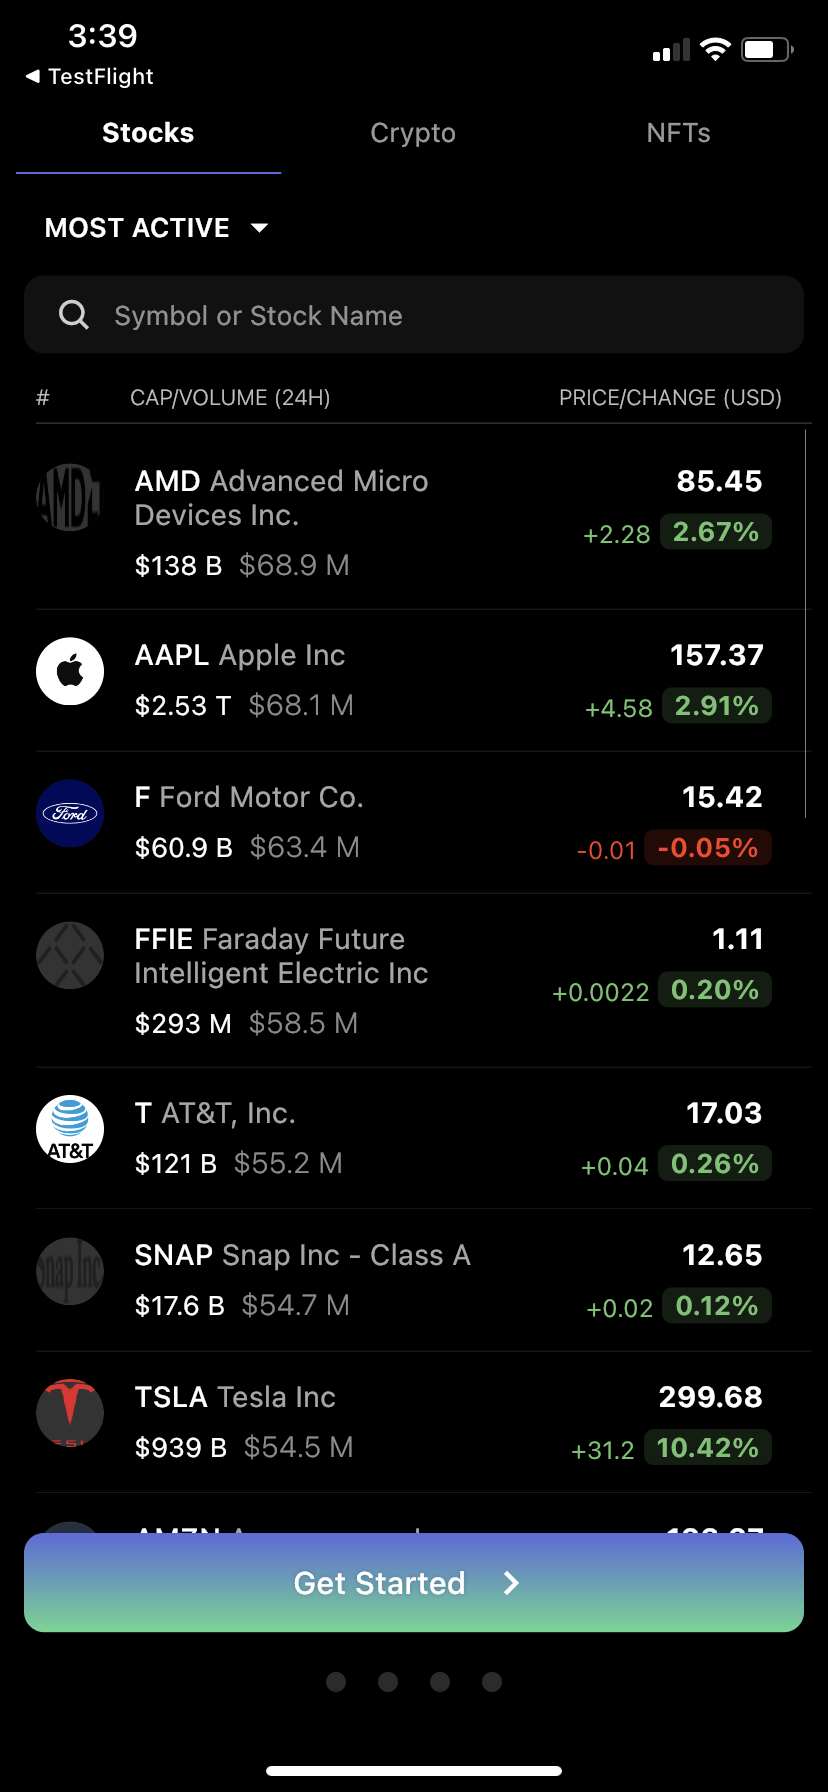 3:39
◀ TestFlight
Stocks Crypto NFTs
MOST ACTIVE
Symbol or Stock Name
# CAP/VOLUME (24H) PRICE/CHANGE (USD)
AMD Advanced Micro 85.45
Devices Inc.
+2.28 2.67%
$138 B $68.9 M
AAPL Apple Inc 157.37
$2.53 T $68.1 M +4.58 2.91%
Ford
F Ford Motor Co. 15.42
$60.9 B $63.4 M -0.01 -0.05%
FFIE Faraday Future 1.11
Intelligent Electric Inc
+0.0022 0.20%
$293 M $58.5 M
AT&T
T AT&T, Inc. 17.03
$121 B $55.2 M +0.04 0.26%
Snap Inc
SNAP Snap Inc - Class A 12.65
$17.6 B $54.7 M +0.02 0.12%
TSLA Tesla Inc 299.68
$939 B $54.5 M +31.2 10.42%
Get Started